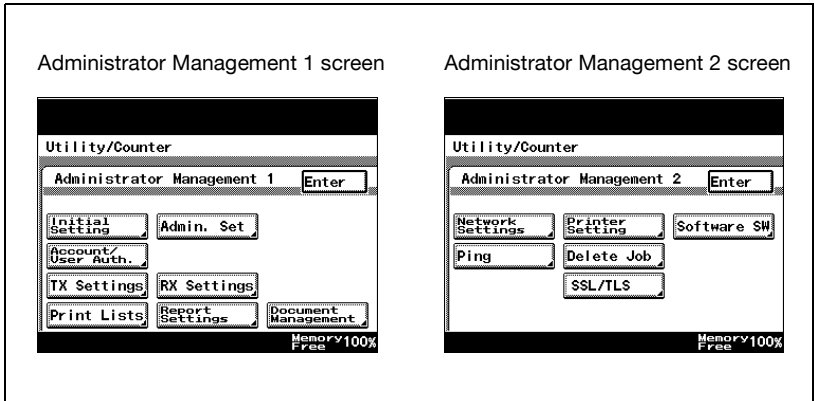 Administrator Management 1 screen
Utility/Counter
Administrator Management 1
Enter
Initial Setting
Admin. Set
Account/
User Auth.
TX Settings
RX Settings
Print Lists
Report Settings
Document Management
Memory Free 100%
Administrator Management 2 screen
Utility/Counter
Administrator Management 2
Enter
Network Settings
Printer Setting
Software SW
Ping
Delete Job
SSL/TLS
Memory Free 100%